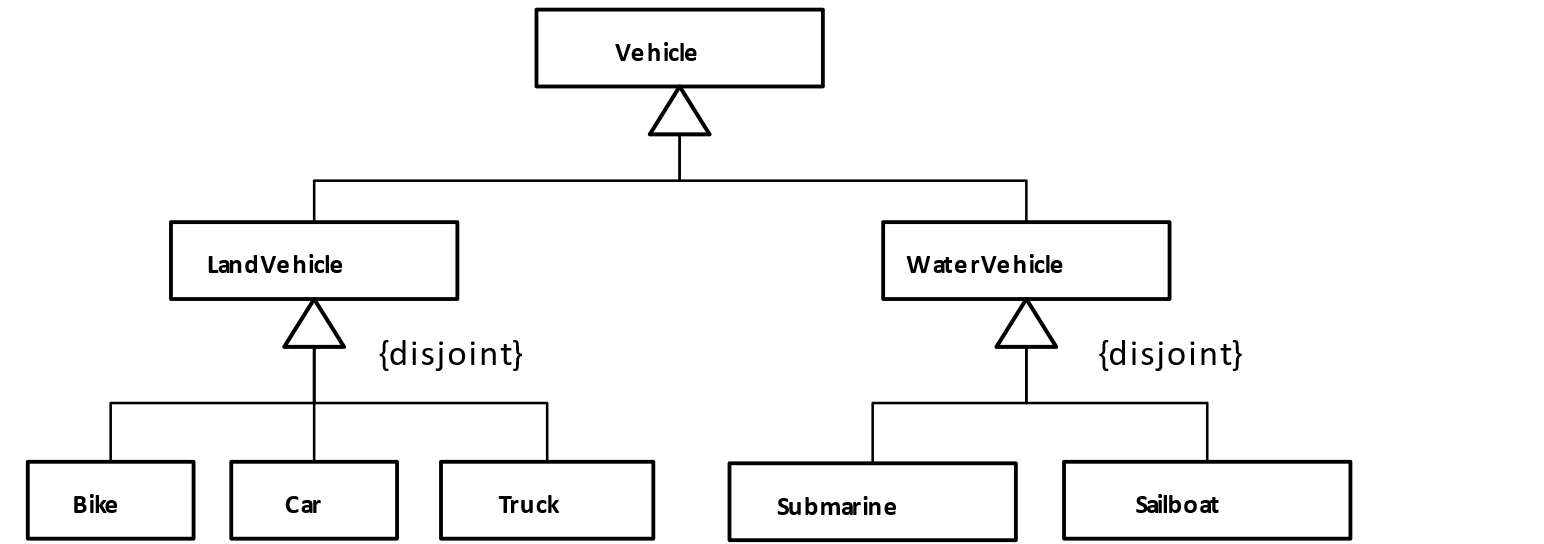 Vehicle
LandVehicle
WaterVehicle
{disjoint}
{disjoint}
Bike
Car
Truck
Submarine
Sailboat